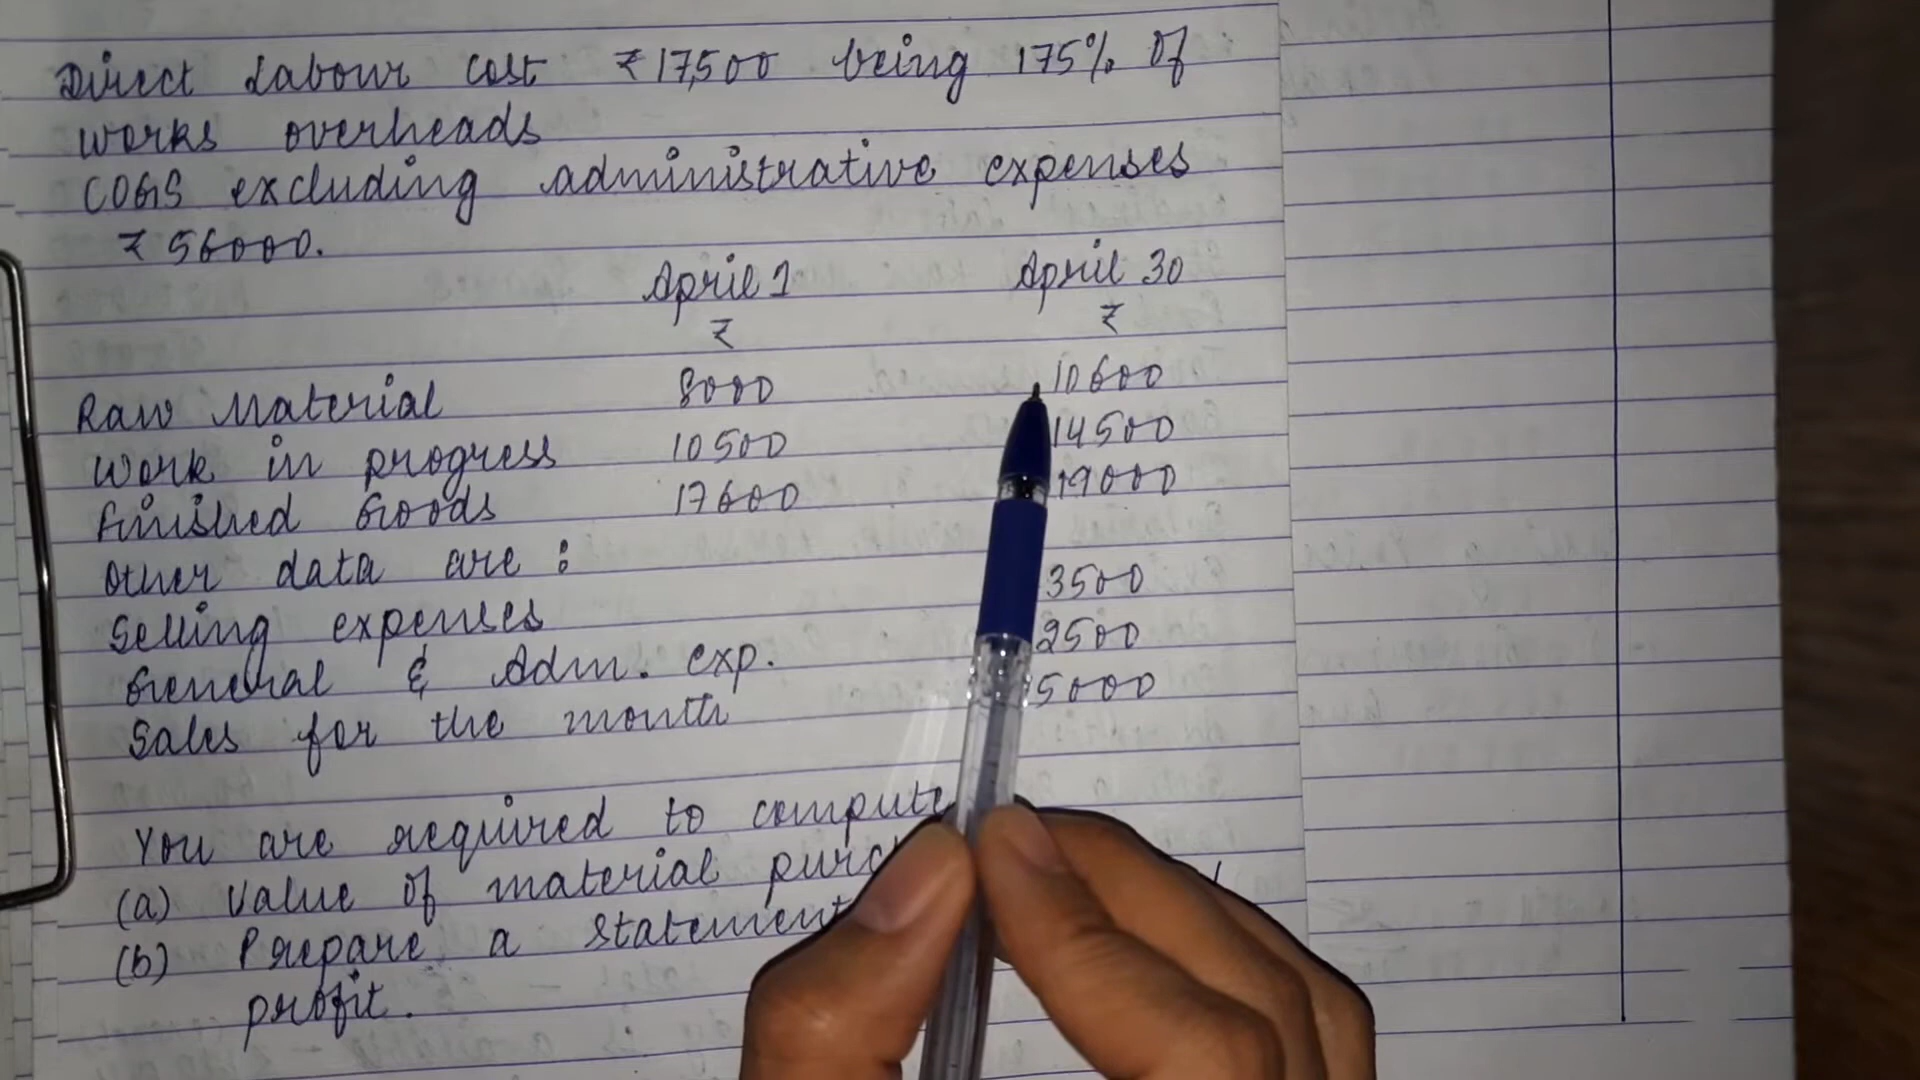 Direct Labour cost ₹17,500 being 175% of
works overheads
COGS excluding administrative expenses
₹ 56000.
April 1 April 30
₹ ₹
Raw Material 8000 10600
Work in progress 10500 14500
Finished Goods 17600 19000
Other data are :
Selling expenses 3500
General & Adm. exp. 2500
Sales for the month 5000
You are required to compute
(a) Value of material
(b) Prepare a statement
profit.